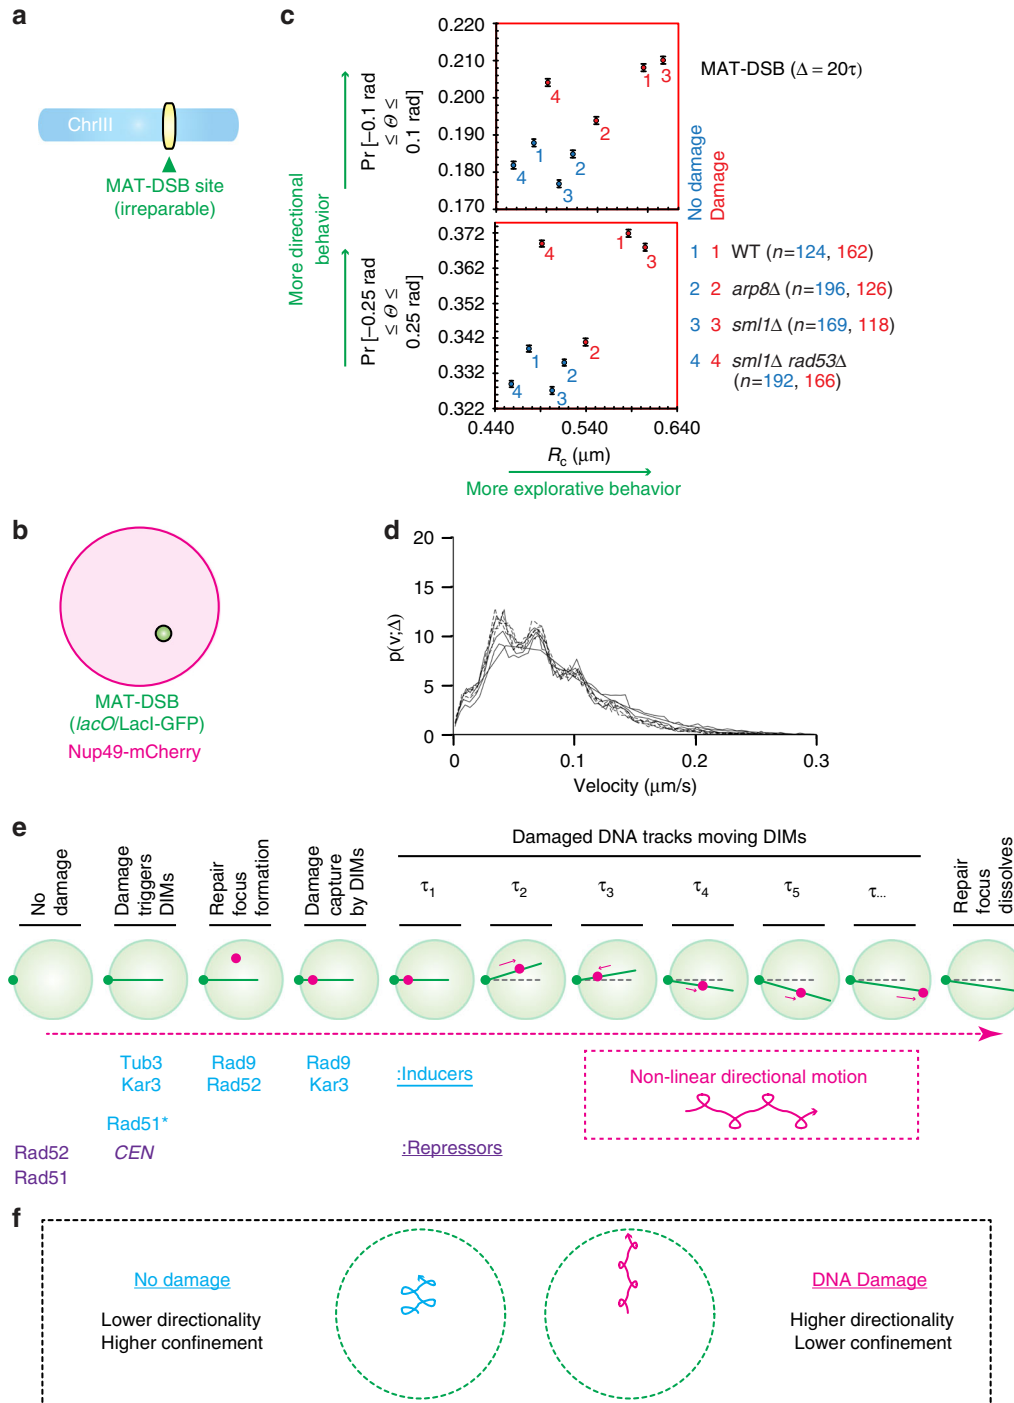 a
ChrIII
MAT-DSB site
(irreparable)
c
More directional
behavior
Pr [–0.1 rad
≤ Θ ≤
0.1 rad]
0.220
0.210
0.200
0.190
0.180
0.170
4
1
3
2
4
2
1
3
MAT-DSB (Δ = 20τ)
Pr [–0.25 rad
≤ Θ ≤
0.25 rad]
0.372
0.362
0.352
0.342
0.332
0.322
4
1
3
2
4
2
1
3
0.440
0.540
0.640
Rc (μm)
More explorative behavior
No damage
Damage
1 1 WT (n=124, 162)
2 2 arp8Δ (n=196, 126)
3 3 sml1Δ (n=169, 118)
4 4 sml1Δ rad53Δ
(n=192, 166)
b
MAT-DSB
(lacO/LacI-GFP)
Nup49-mCherry
d
p(v;Δ)
20
15
10
5
0
0
0.1
0.2
0.3
Velocity (μm/s)
e
No
damage
Damage
triggers
DIMs
Repair
focus
formation
Damage
capture
by DIMs
Damaged DNA tracks moving DIMs
τ1
τ2
τ3
τ4
τ5
τ...
Repair
focus
dissolves
Tub3
Kar3
Rad51*
CEN
Rad9
Rad52
Rad9
Kar3
:Inducers
:Repressors
Rad52
Rad51
Non-linear directional motion
f
No damage
Lower directionality
Higher confinement
DNA Damage
Higher directionality
Lower confinement